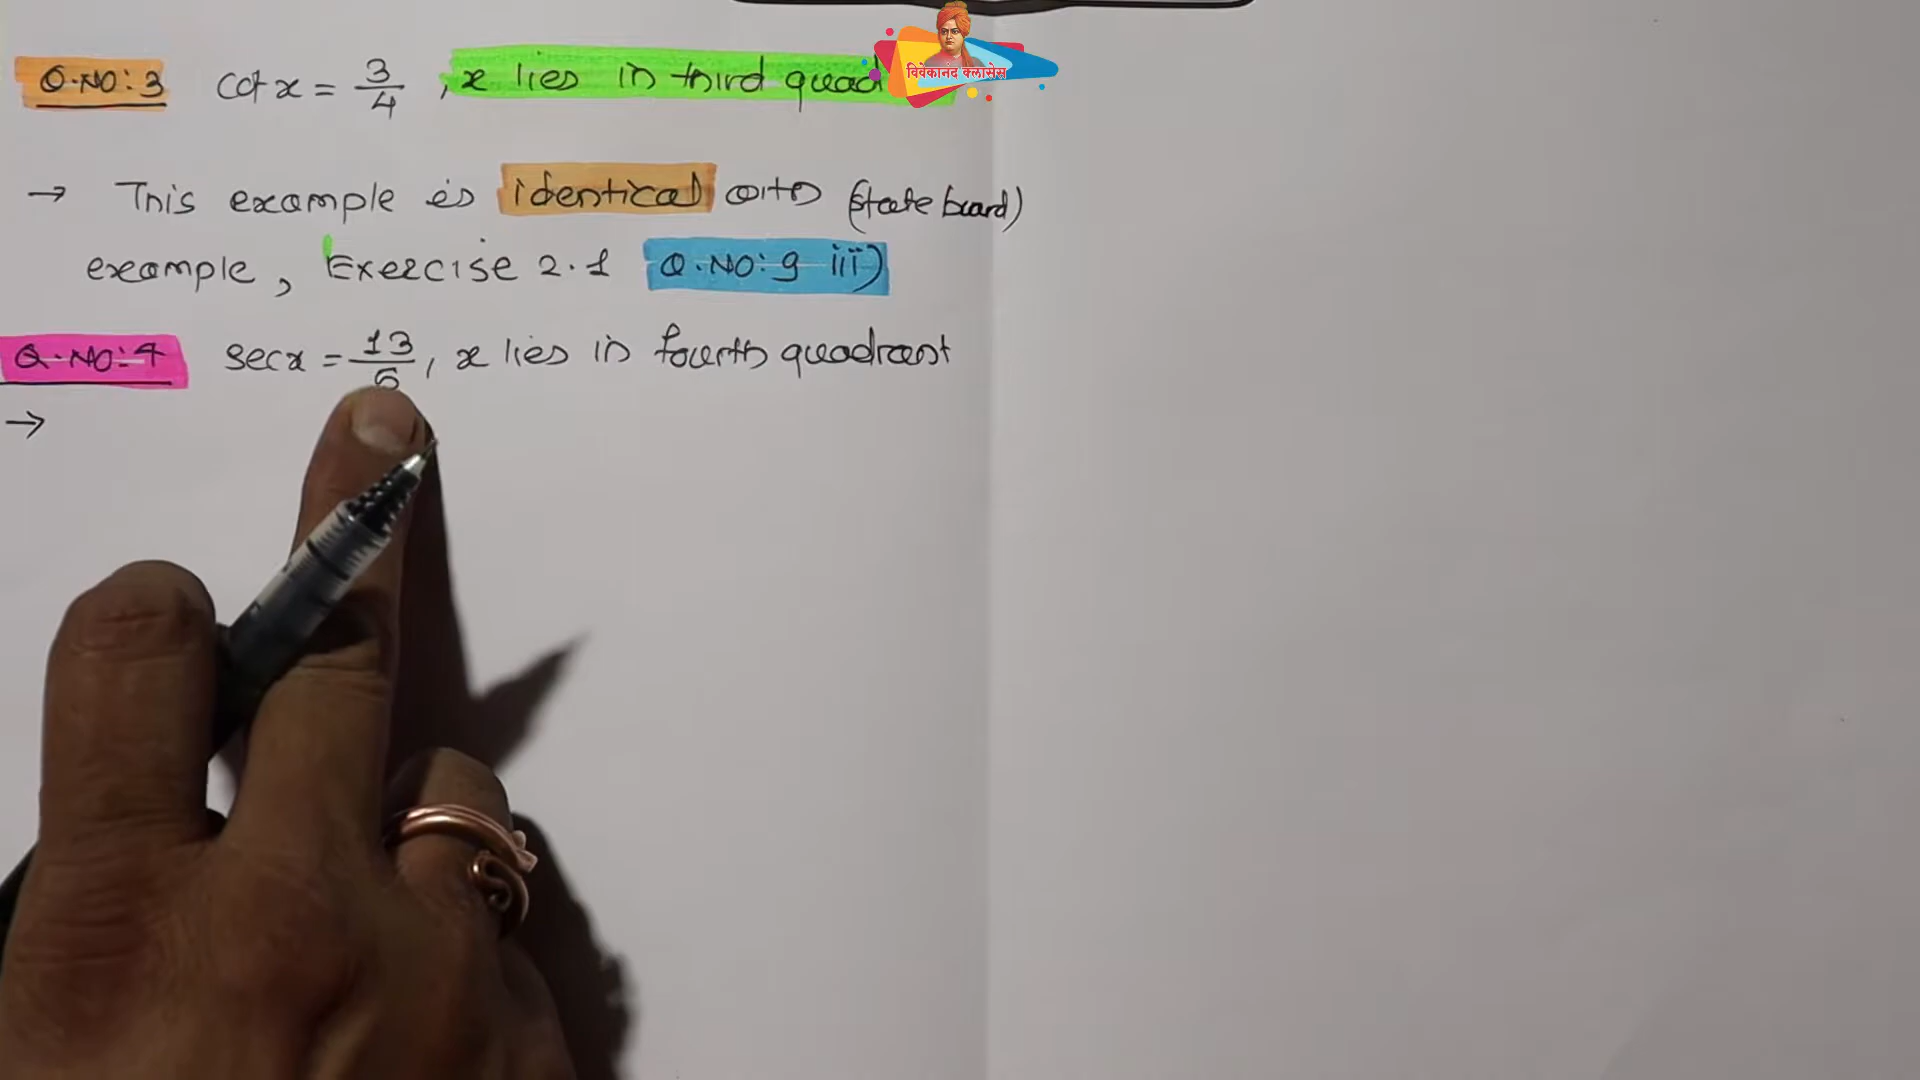 Q.NO:3 cot x = 3/4 , x lies in third quad
विवेकानंद क्लासेस
→ This example is identical with (State board)
example, Exercise 2.1 Q.NO:9 iii)
Q.NO:4 sec x = 13/5 , x lies in fourth quadrant
→